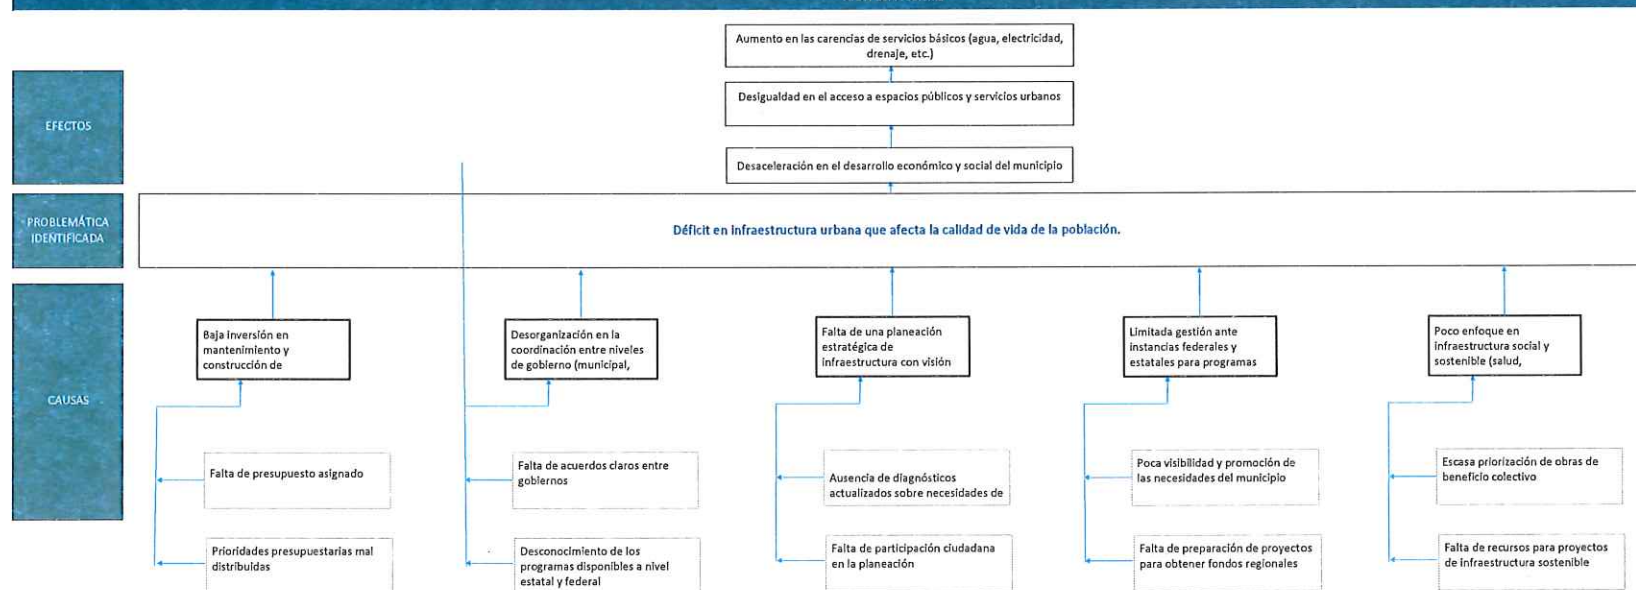 Aumento en las carencias de servicios básicos (agua, electricidad,
drenaje, etc.)
Desigualdad en el acceso a espacios públicos y servicios urbanos
EFECTOS
Desaceleración en el desarrollo económico y social del municipio
PROBLEMÁTICA
IDENTIFICADA
Déficit en infraestructura urbana que afecta la calidad de vida de la población.
CAUSAS
Baja inversión en
mantenimiento y
construcción de
Desorganización en la
coordinación entre niveles
de gobierno (municipal,
Falta de una planeación
estratégica de
infraestructura con visión
Limitada gestión ante
instancias federales y
estatales para programas
Poco enfoque en
infraestructura social y
sostenible (salud,
Falta de presupuesto asignado
Falta de acuerdos claros entre
gobiernos
Ausencia de diagnósticos
actualizados sobre necesidades de
Poca visibilidad y promoción de
las necesidades del municipio
Escasa priorización de obras de
beneficio colectivo
Prioridades presupuestarias mal
distribuidas
Desconocimiento de los
programas disponibles a nivel
estatal y federal
Falta de participación ciudadana
en la planeación
Falta de preparación de proyectos
para obtener fondos regionales
Falta de recursos para proyectos
de infraestructura sostenible